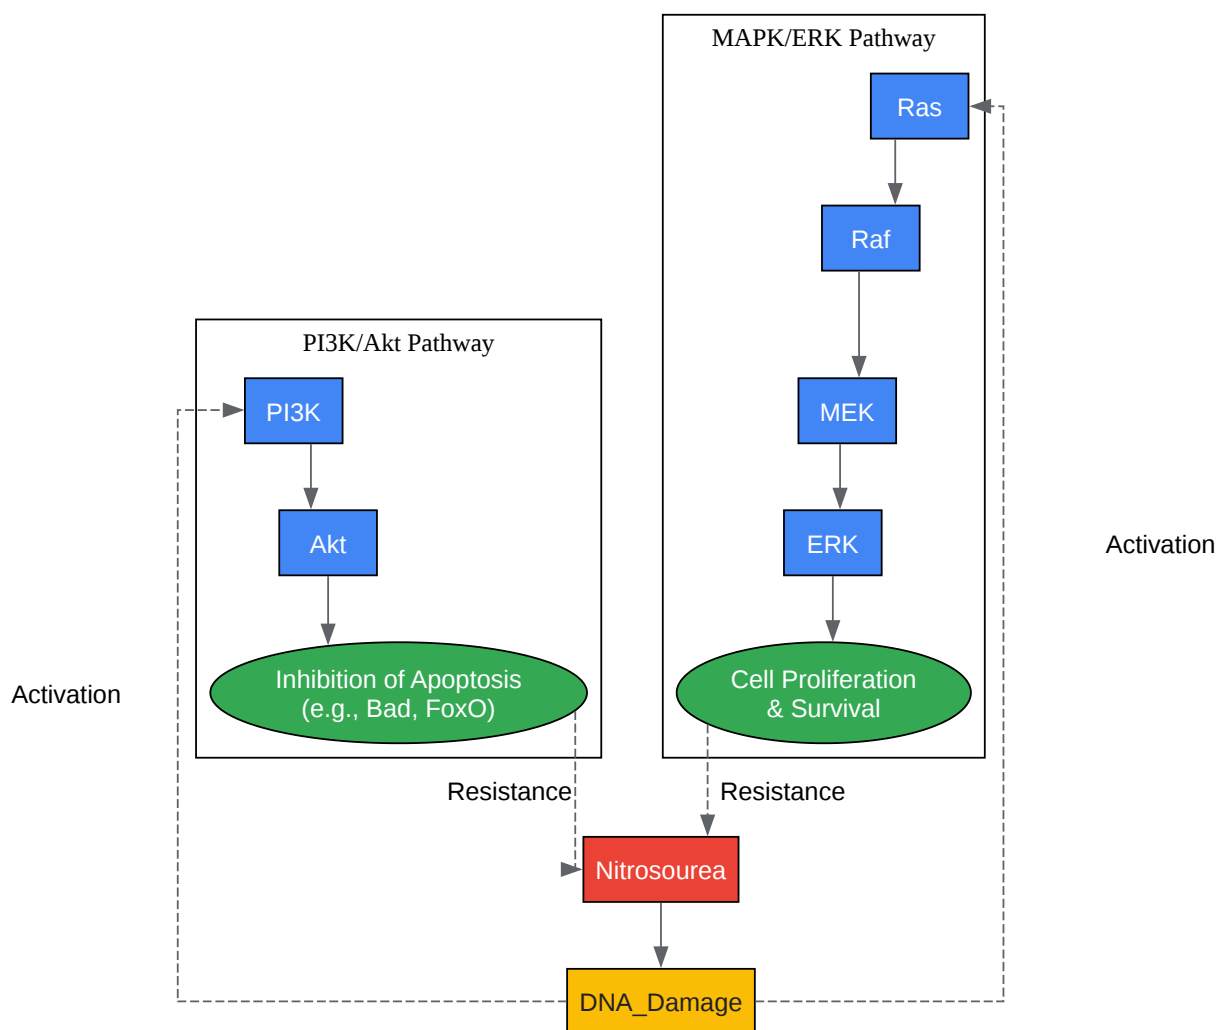 MAPK/ERK Pathway
Ras
Raf
PI3K/Akt Pathway
PI3K
MEK
Akt
ERK
Activation
Inhibition of Apoptosis
(e.g., Bad, FoxO)
Cell Proliferation
& Survival
Activation
Resistance
Resistance
Nitrosourea
DNA_Damage